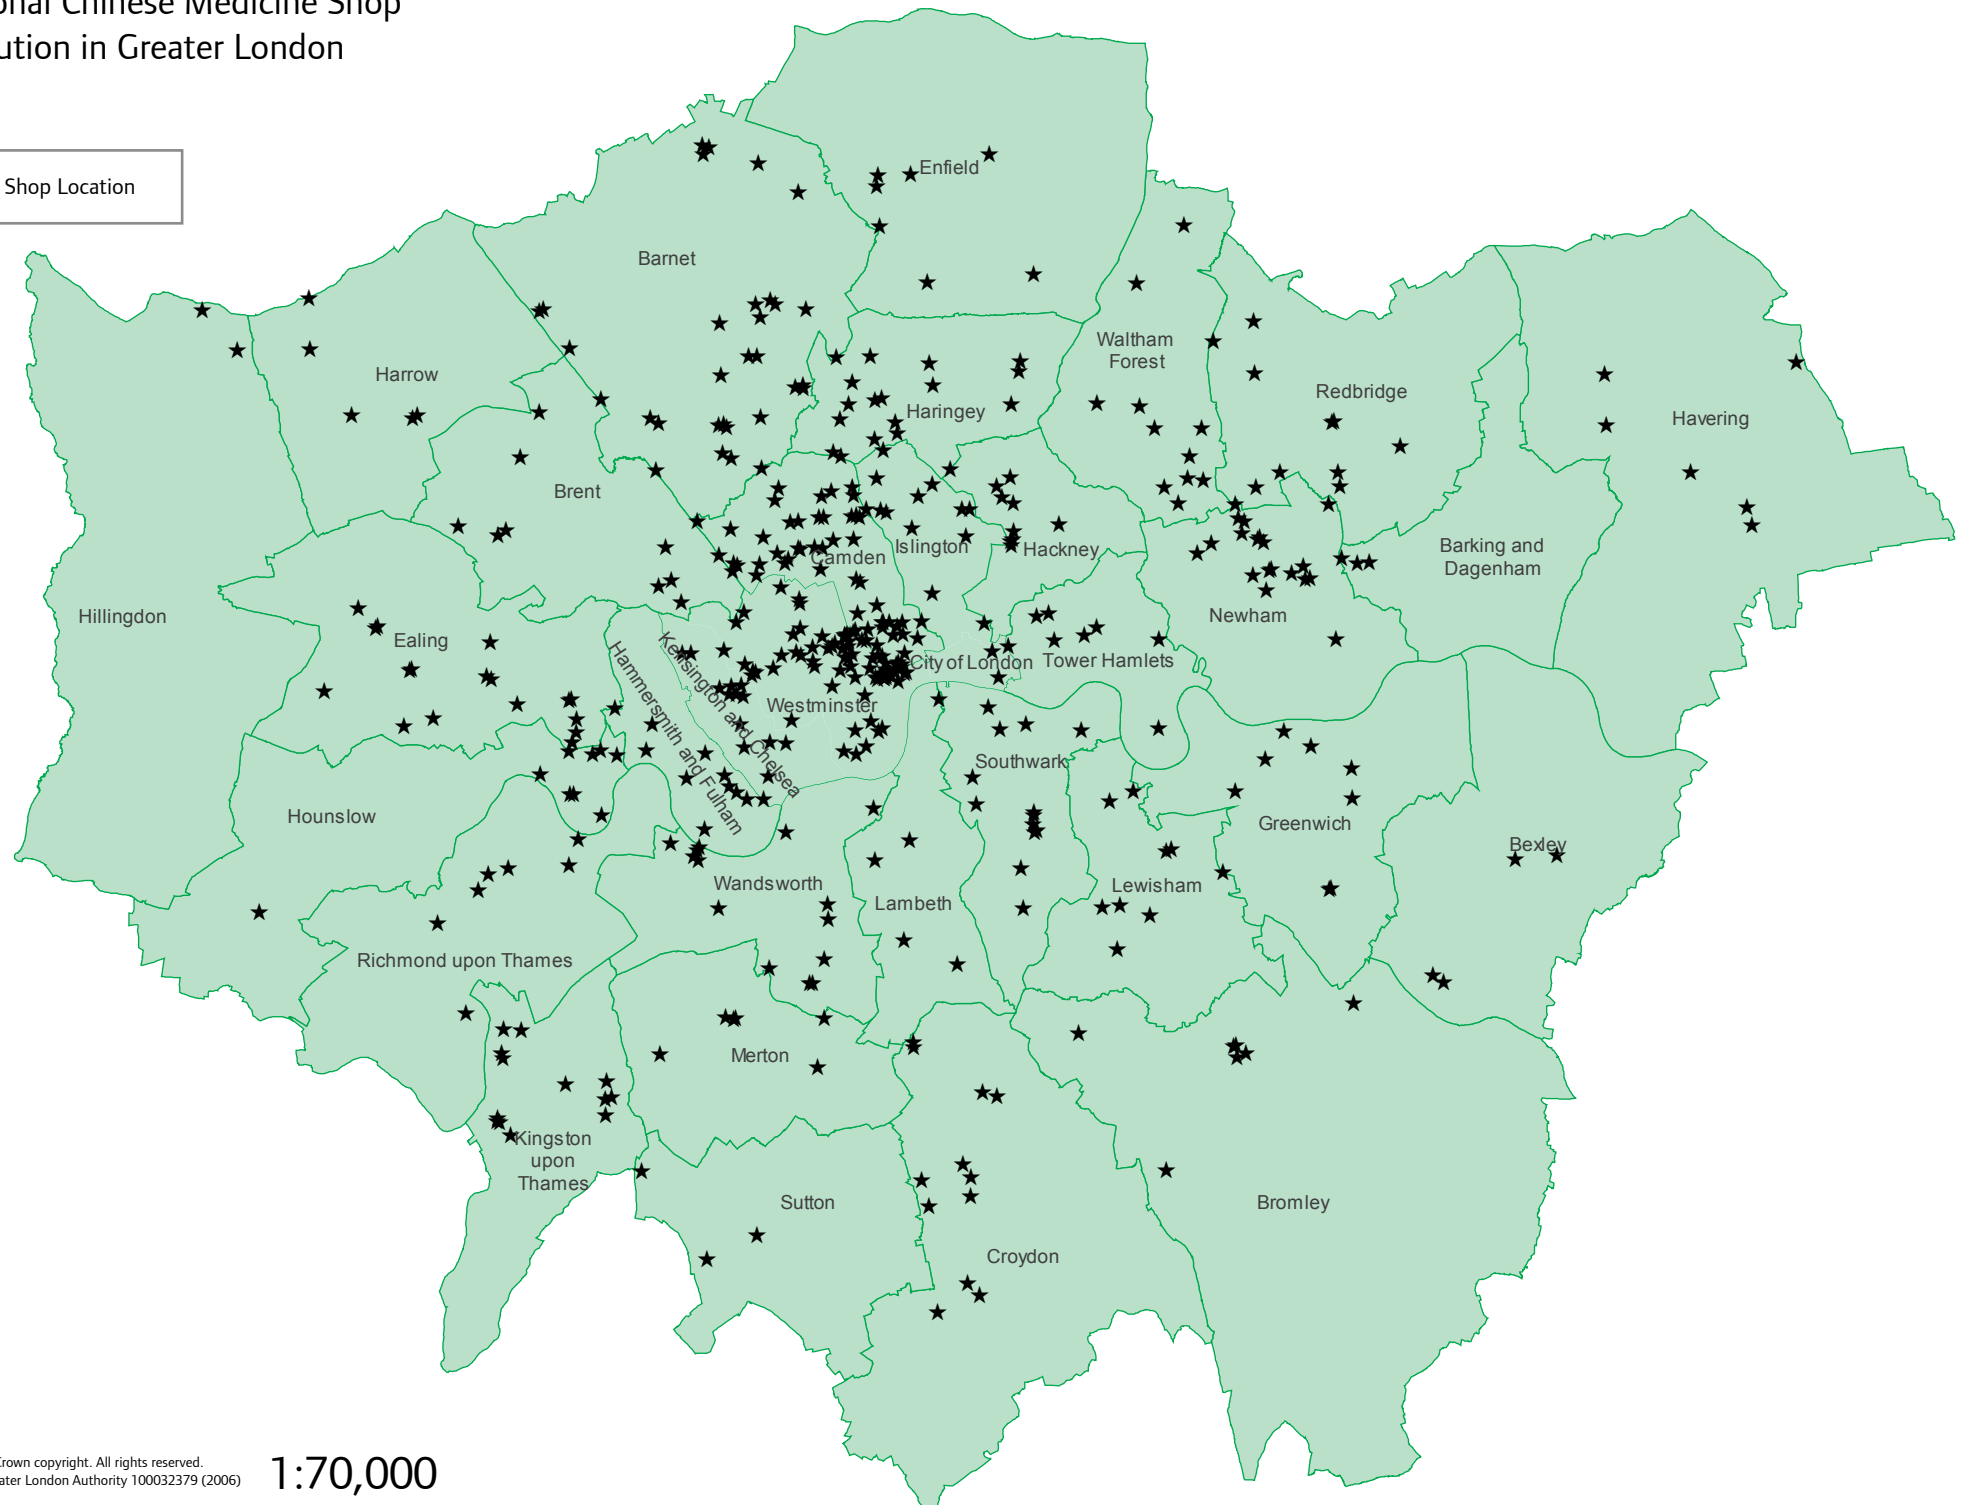 onal Chinese Medicine Shop
ution in Greater London
Shop Location
Enfield
Barnet
Waltham
Forest
Harrow
Redbridge
Haringey
Havering
Brent
Camden
Islington
Hackney
Barking and
Dagenham
Hillingdon
Newham
Ealing
Hammersmith and Fulham
Kensington and Chelsea
City of London
Tower Hamlets
Westminster
Southwark
Hounslow
Greenwich
Bexley
Wandsworth
Lewisham
Lambeth
Richmond upon Thames
Merton
Kingston
upon
Thames
Sutton
Bromley
Croydon
Crown copyright. All rights reserved.
ater London Authority 100032379 (2006)
1:70,000